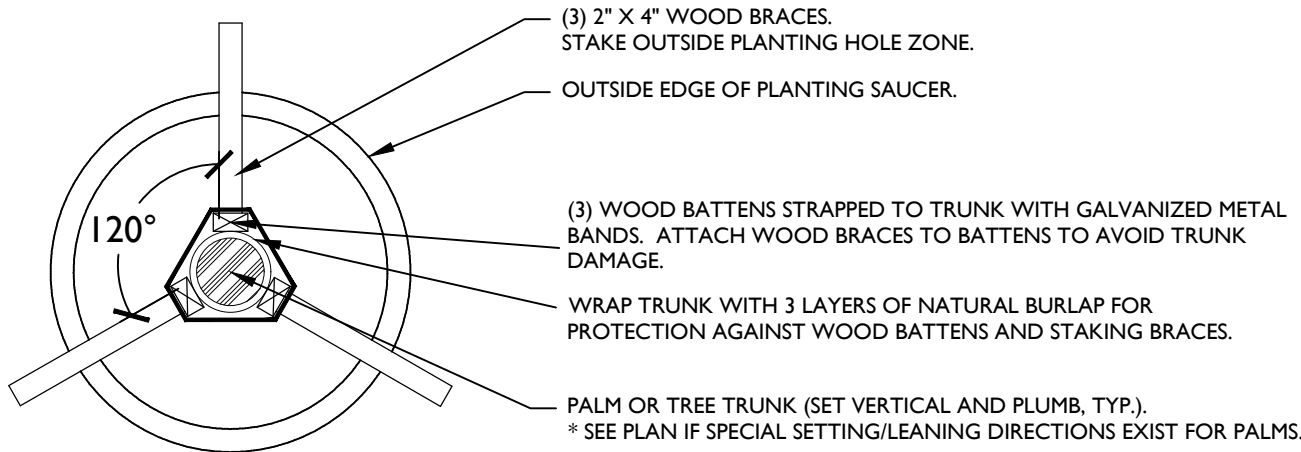 (3) 2" X 4" WOOD BRACES.
STAKE OUTSIDE PLANTING HOLE ZONE.
OUTSIDE EDGE OF PLANTING SAUCER.
120°
(3) WOOD BATTENS STRAPPED TO TRUNK WITH GALVANIZED METAL
BANDS. ATTACH WOOD BRACES TO BATTENS TO AVOID TRUNK
DAMAGE.
WRAP TRUNK WITH 3 LAYERS OF NATURAL BURLAP FOR
PROTECTION AGAINST WOOD BATTENS AND STAKING BRACES.
PALM OR TREE TRUNK (SET VERTICAL AND PLUMB, TYP.).
* SEE PLAN IF SPECIAL SETTING/LEANING DIRECTIONS EXIST FOR PALMS.